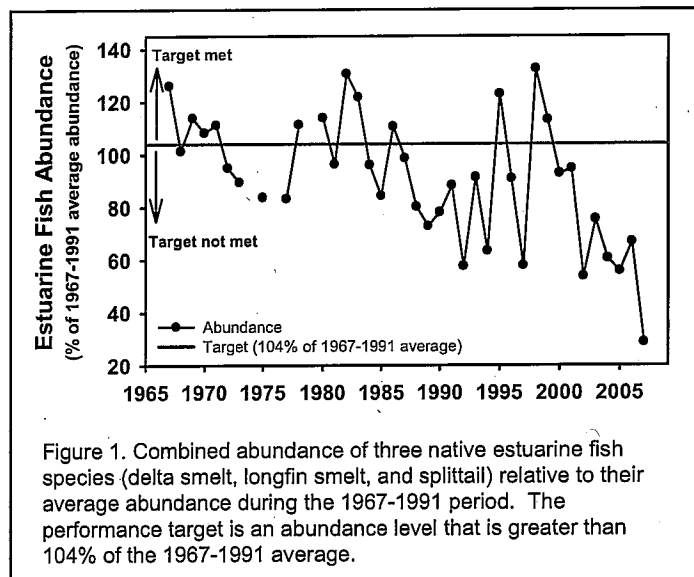 Estuarine Fish Abundance
(% of 1967-1991 average abundance)
140
120
100
80
60
40
20
Target met
Target not met
Abundance
Target (104% of 1967-1991 average)
1965 1970 1975 1980 1985 1990 1995 2000 2005
Figure 1. Combined abundance of three native estuarine fish
species (delta smelt, longfin smelt, and splittail) relative to their
average abundance during the 1967-1991 period. The
performance target is an abundance level that is greater than
104% of the 1967-1991 average.